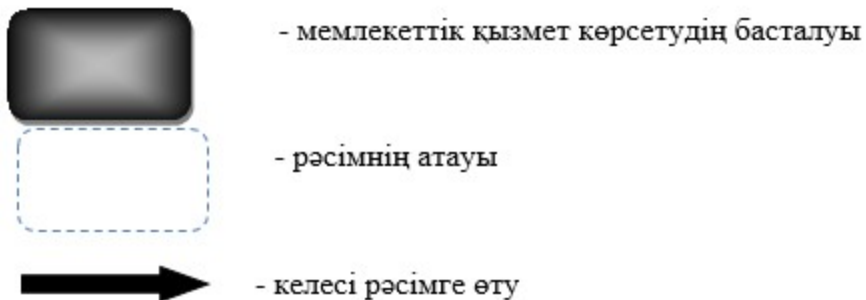 - мемлекеттік қызмет көрсетудің басталуы
- рәсімнің атауы
- келесі рәсімге өту